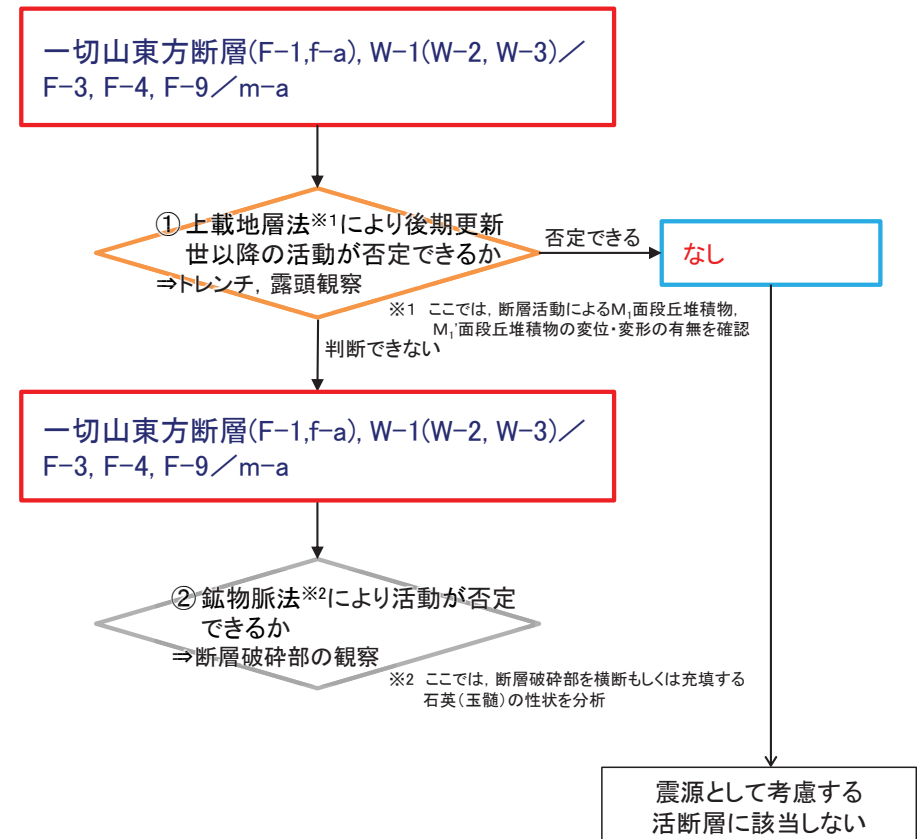 一切山東方断層(F-1,f-a), W-1(W-2, W-3)／
F-3, F-4, F-9／m-a
①上載地層法※1により後期更新
世以降の活動が否定できるか
⇒トレンチ，露頭観察
否定できる
なし
※1 ここでは，断層活動によるM₁面段丘堆積物，
M₁'面段丘堆積物の変位・変形の有無を確認
判断できない
一切山東方断層(F-1,f-a), W-1(W-2, W-3)／
F-3, F-4, F-9／m-a
②鉱物脈法※2により活動が否定
できるか
⇒断層破砕部の観察
※2 ここでは，断層破砕部を横断もしくは充填する
石英（玉髄）の性状を分析
震源として考慮する
活断層に該当しない